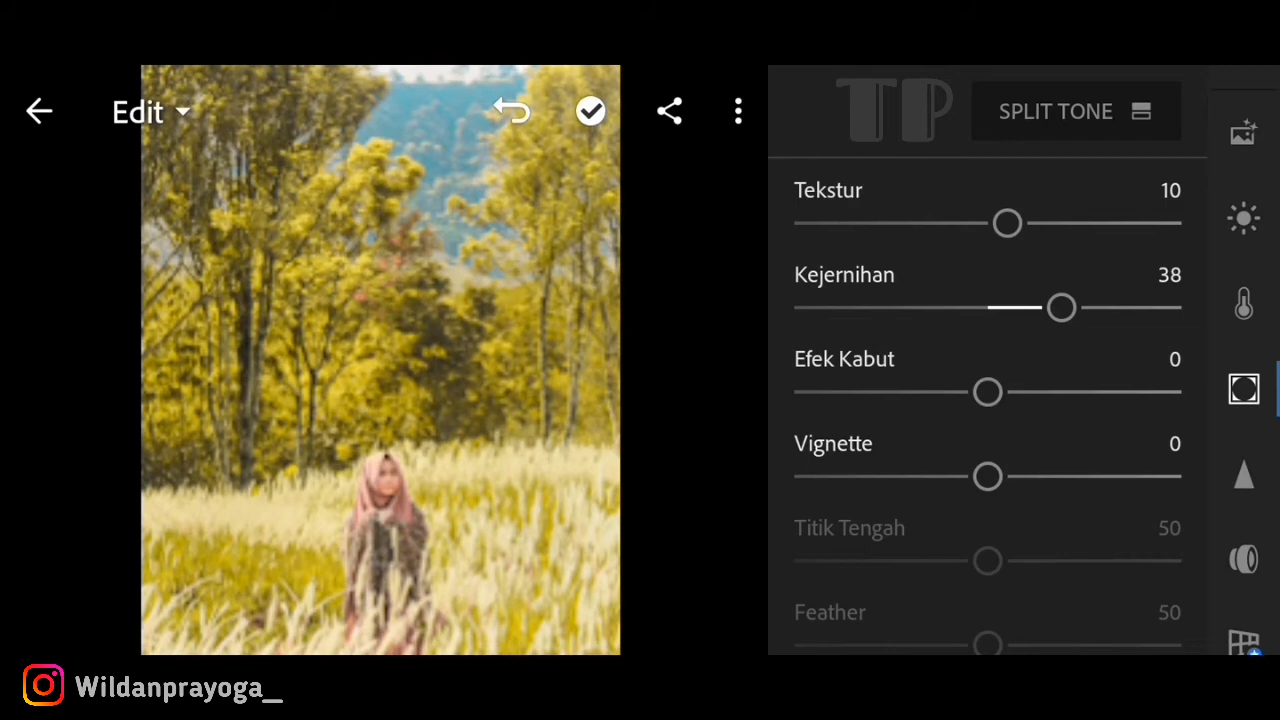 Edit
TP
SPLIT TONE
Tekstur 10
Kejernihan 38
Efek Kabut 0
Vignette 0
Titik Tengah 50
Feather 50
Wildanprayoga_